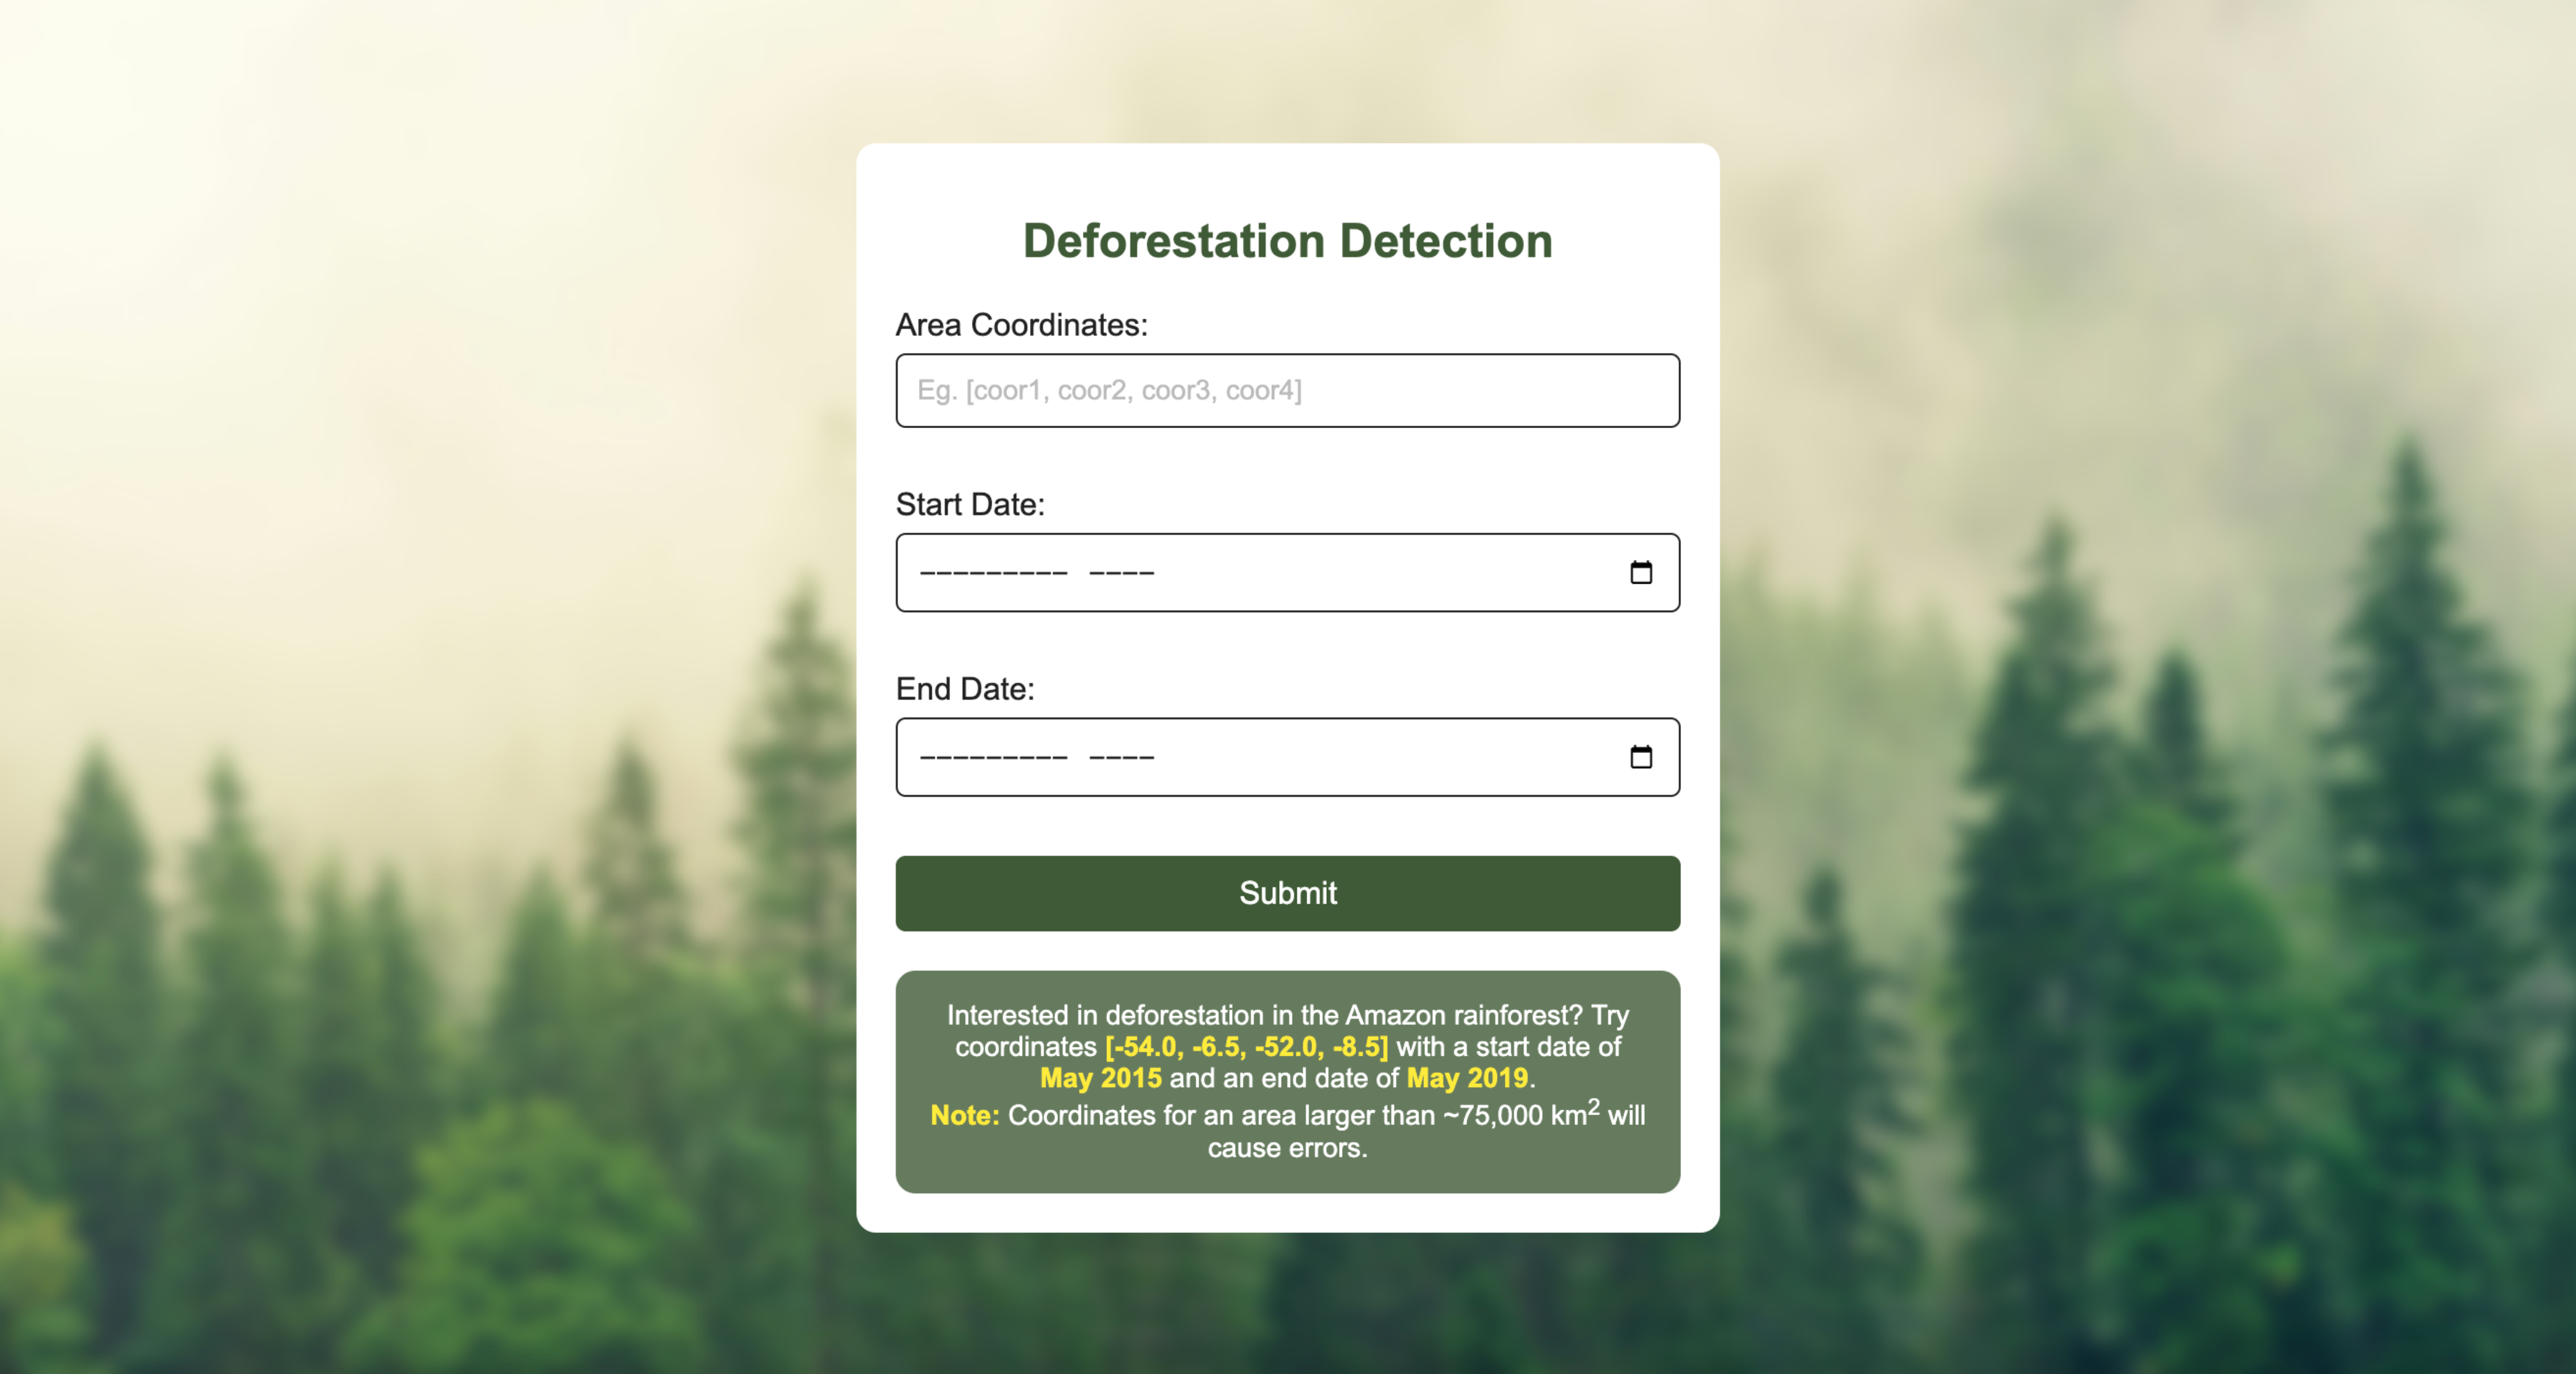 Deforestation Detection
Area Coordinates:
Eg. [coor1, coor2, coor3, coor4]
Start Date:
--------- ----
End Date:
--------- ----
Submit
Interested in deforestation in the Amazon rainforest? Try
coordinates [-54.0, -6.5, -52.0, -8.5] with a start date of
May 2015 and an end date of May 2019.
Note: Coordinates for an area larger than ~75,000 km² will
cause errors.